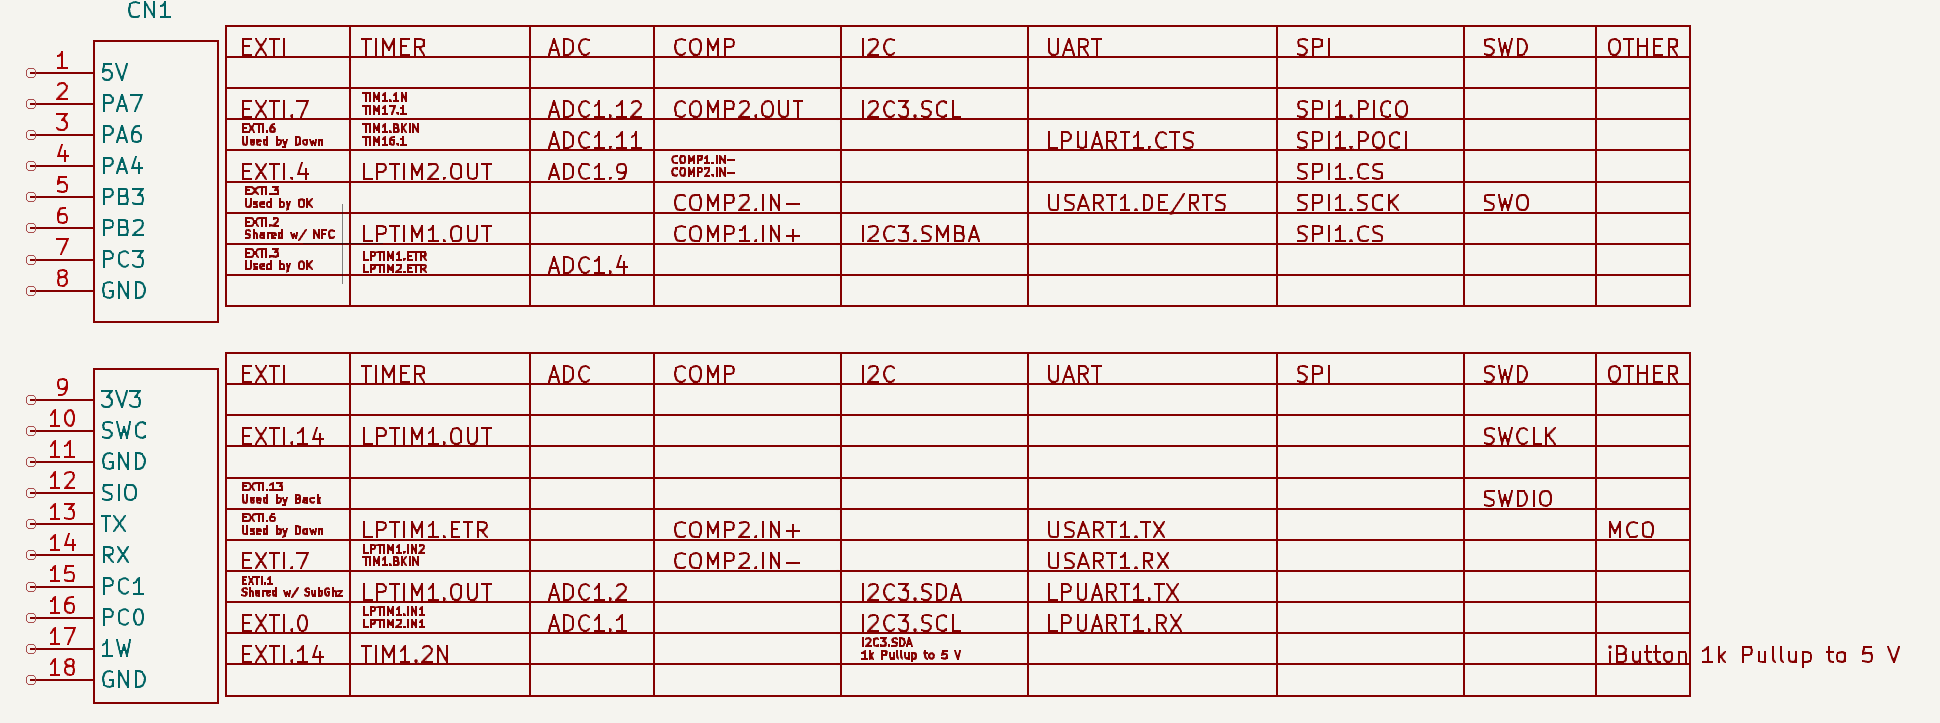 CN1
EXTI TIMER ADC COMP I2C UART SPI SWD OTHER
1 5V
2 PA7 EXTI.7 TIM1.1N TIM17.1 ADC1.12 COMP2.OUT I2C3.SCL SPI1.PICO
3 PA6 EXTI.6 Used by Down TIM1.BKIN TIM16.1 ADC1.11 LPUART1.CTS SPI1.POCI
4 PA4 EXTI.4 LPTIM2.OUT ADC1.9 COMP1.IN- COMP2.IN- SPI1.CS
5 PB3 EXTI.3 Used by OK COMP2.IN- USART1.DE/RTS SPI1.SCK SWO
6 PB2 EXTI.2 Shared w/ NFC LPTIM1.OUT COMP1.IN+ I2C3.SMBA SPI1.CS
7 PC3 EXTI.3 Used by OK LPTIM1.ETR LPTIM2.ETR ADC1.4
8 GND
EXTI TIMER ADC COMP I2C UART SPI SWD OTHER
9 3V3
10 SWC EXTI.14 LPTIM1.OUT SWCLK
11 GND
12 SIO EXTI.13 Used by Back SWDIO
13 TX EXTI.6 Used by Down LPTIM1.ETR COMP2.IN+ USART1.TX MCO
14 RX EXTI.7 LPTIM1.IN2 TIM1.BKIN COMP2.IN- USART1.RX
15 PC1 EXTI.1 Shared w/ SubGhz LPTIM1.OUT ADC1.2 I2C3.SDA LPUART1.TX
16 PC0 EXTI.0 LPTIM1.IN1 LPTIM2.IN1 ADC1.1 I2C3.SCL LPUART1.RX
17 1W EXTI.14 TIM1.2N I2C3.SDA 1k Pullup to 5 V iButton 1k Pullup to 5 V
18 GND